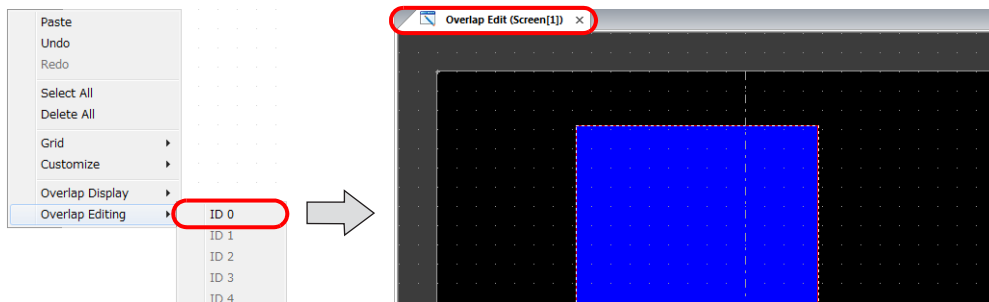 Paste
Undo
Redo
Select All
Delete All
Grid
Customize
Overlap Display
Overlap Editing
ID 0
ID 1
ID 2
ID 3
ID 4
Overlap Edit (Screen[1])